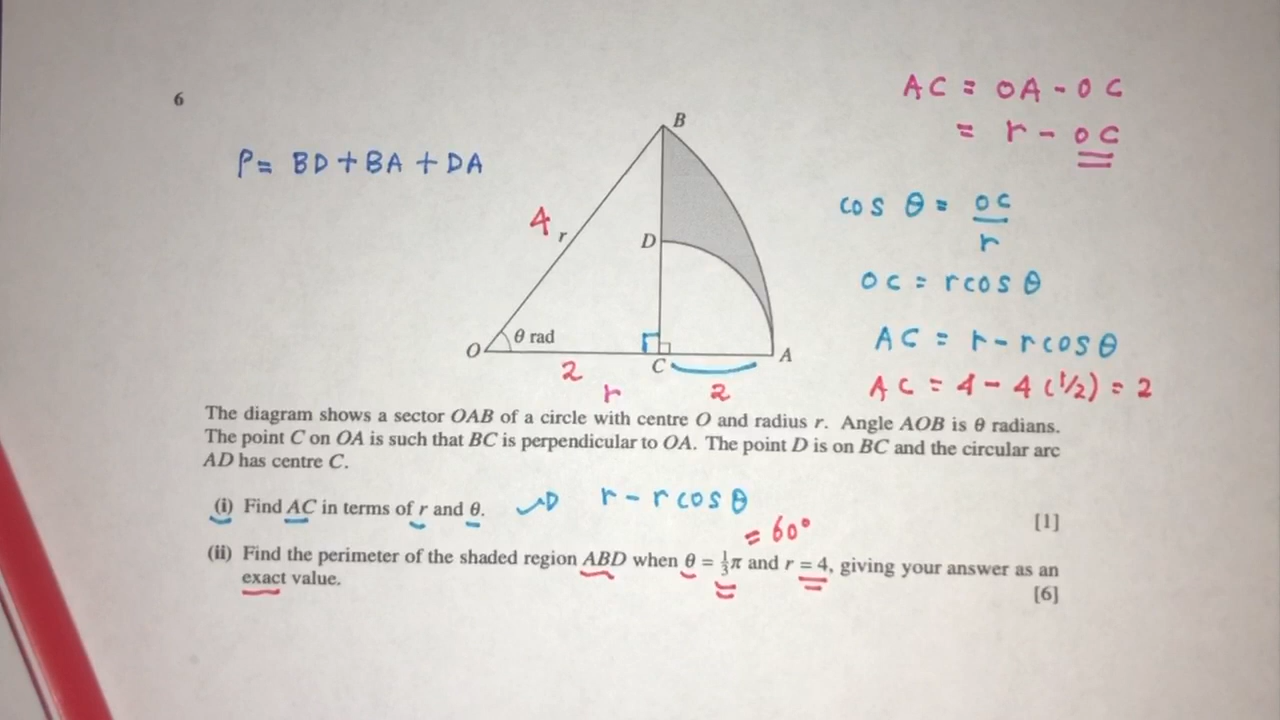 6
P = BD + BA + DA
AC = OA - OC
= r - OC
cos θ = OC/r
OC = r cos θ
AC = r - r cos θ
AC = 4 - 4 (1/2) = 2
B
4
r
D
θ rad
O
C
A
2
r
2
The diagram shows a sector OAB of a circle with centre O and radius r. Angle AOB is θ radians.
The point C on OA is such that BC is perpendicular to OA. The point D is on BC and the circular arc
AD has centre C.
(i) Find AC in terms of r and θ. → r - r cos θ
[1]
= 60°
(ii) Find the perimeter of the shaded region ABD when θ = ⅓π and r = 4, giving your answer as an
exact value.
[6]